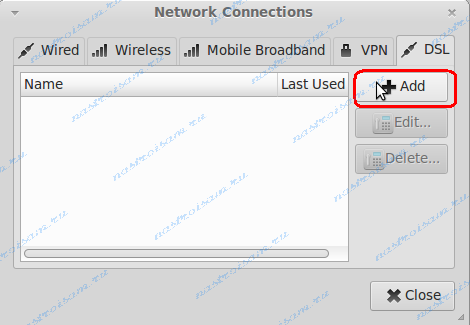 Network Connections
Wired Wireless Mobile Broadband VPN DSL
Name Last Used
Add
Edit...
Delete...
Close